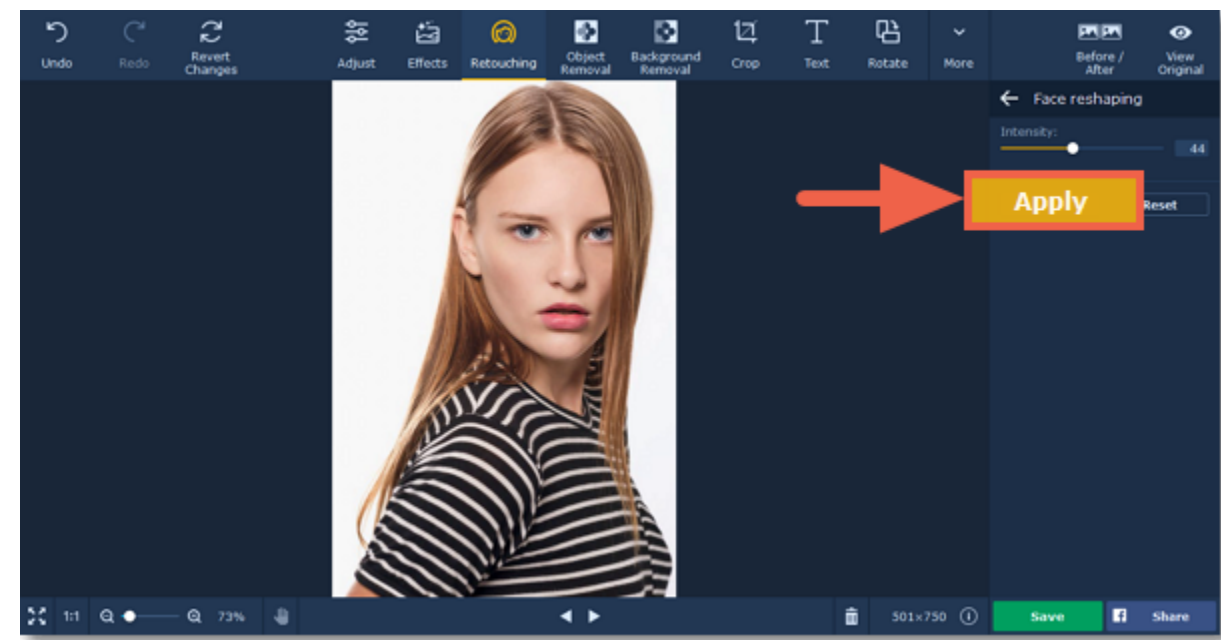 Undo
Redo
Revert
Changes
Adjust
Effects
Retouching
Object
Removal
Background
Removal
Crop
Text
Rotate
More
Before /
After
View
Original
Face reshaping
Intensity:
44
Apply
Reset
1:1
73%
501×750
Save
Share